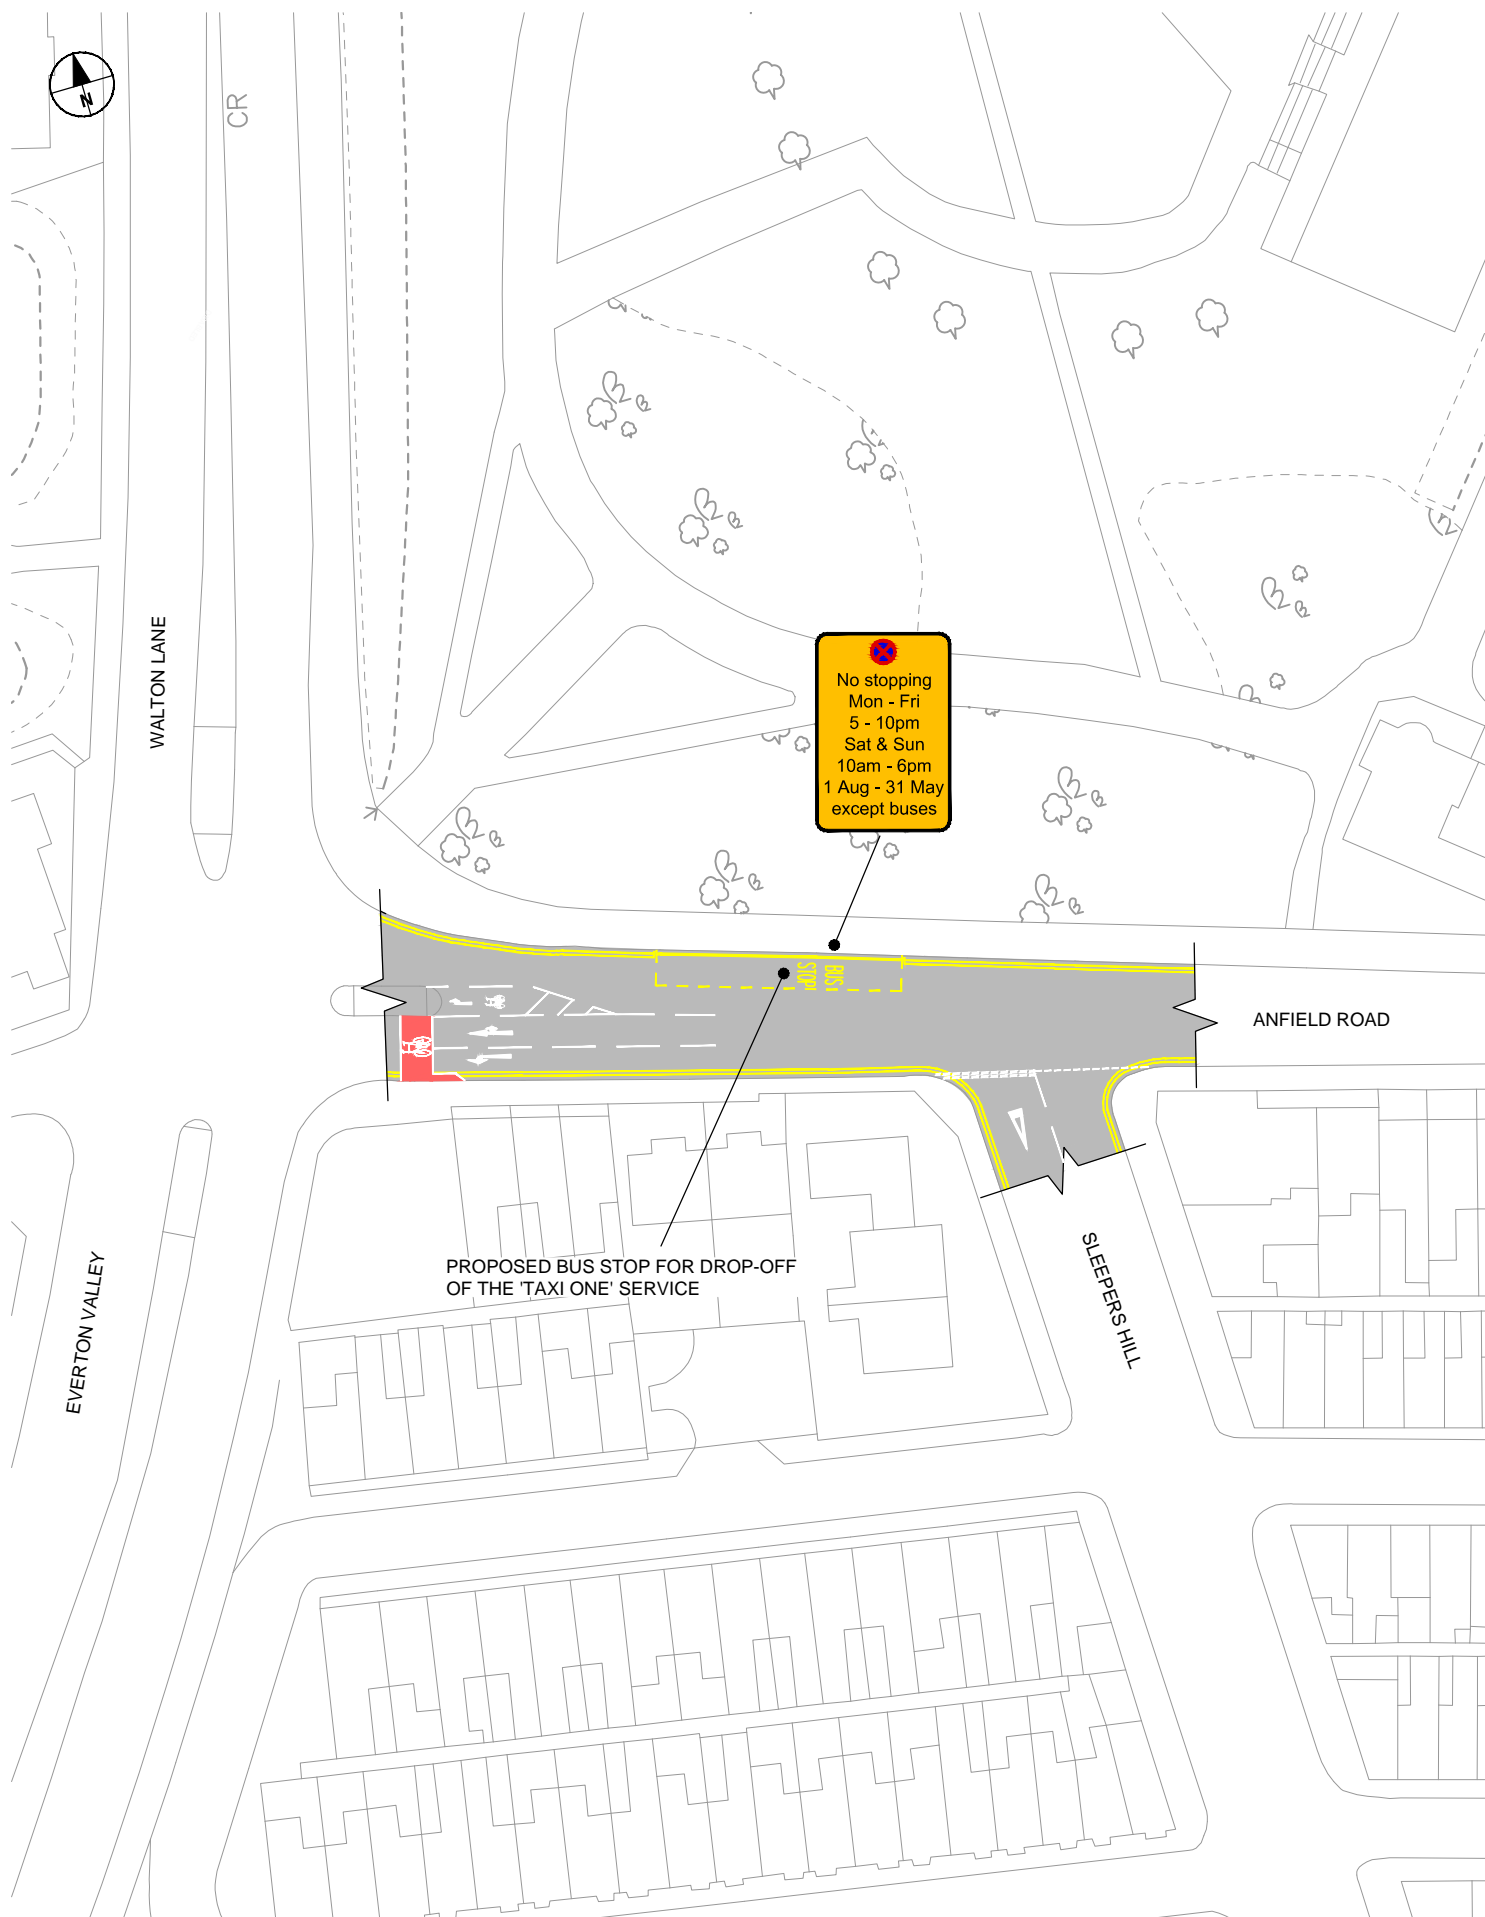 N
CR
WALTON LANE
No stopping
Mon - Fri
5 - 10pm
Sat & Sun
10am - 6pm
1 Aug - 31 May
except buses
BUS
STOP
ANFIELD ROAD
PROPOSED BUS STOP FOR DROP-OFF
OF THE 'TAXI ONE' SERVICE
SLEEPERS HILL
EVERTON VALLEY